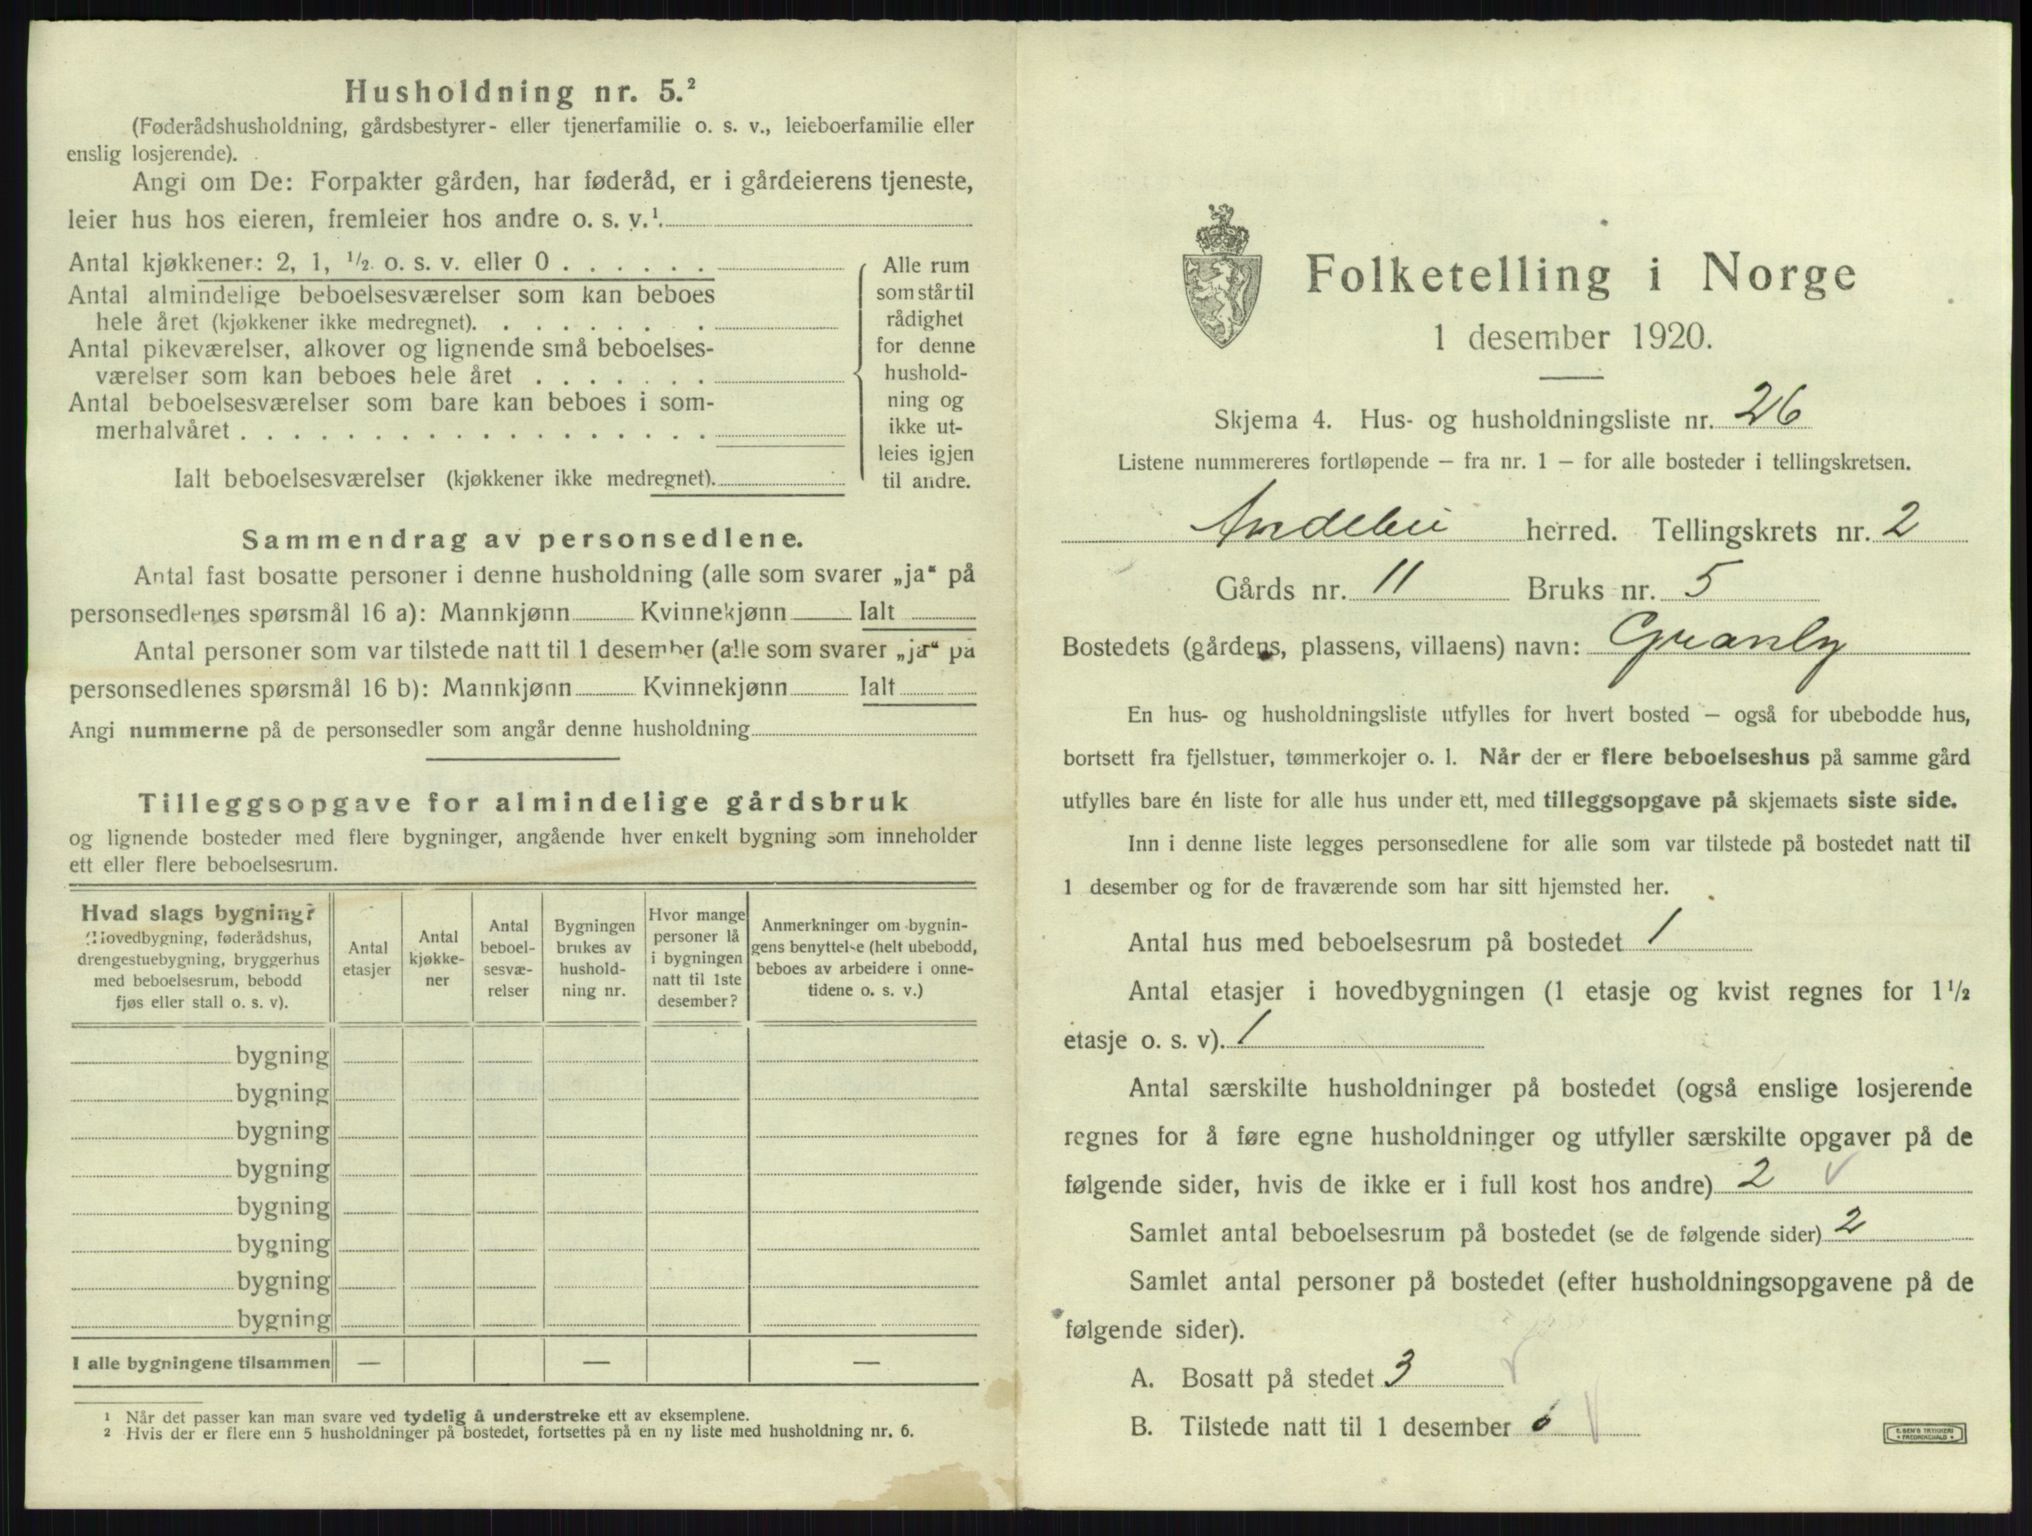 Husholdning nr. 5.²
(Føderådshusholdning, gårdsbestyrer- eller tjenerfamilie o. s. v., leieboerfamilie eller
enslig losjerende).
Angi om De: Forpakter gården, har føderåd, er i gårdeierens tjeneste,
leier hus hos eieren, fremleier hos andre o. s. v.¹.
Antal kjøkkener: 2, 1, ¹/₂ o. s. v. eller 0 . . . . . .
Antal almindelige beboelsesværelser som kan beboes
hele året (kjøkkener ikke medregnet). . . . . . . .
Antal pikeværelser, alkover og lignende små beboelses-
værelser som kan beboes hele året . . . . . . .
Antal beboelsesværelser som bare kan beboes i som-
merhalvåret . . . . . . . . . . . . . . . . . .
Ialt beboelsesværelser (kjøkkener ikke medregnet).
Alle rum
som står til
rådighet
for denne
hushold-
ning og
ikke ut-
leies igjen
til andre.
Sammendrag av personsedlene.
Antal fast bosatte personer i denne husholdning (alle som svarer „ja“ på
personsedlenes spørsmål 16 a): Mannkjønn Kvinnekjønn Ialt
Antal personer som var tilstede natt til 1 desember (alle som svarer „ja“ på
personsedlenes spørsmål 16 b): Mannkjønn Kvinnekjønn Ialt
Angi nummerne på de personsedler som angår denne husholdning
Tilleggsopgave for almindelige gårdsbruk
og lignende bosteder med flere bygninger, angående hver enkelt bygning som inneholder
ett eller flere beboelsesrum.
Hvad slags bygning?
(Hovedbygning, føderådshus,
drengestuebygning, bryggerhus
med beboelsesrum, bebodd
fjøs eller stall o. s. v).
Antal
etasjer
Antal
kjøkke-
ner
Antal
beboel-
sesvæ-
relser
Bygningen
brukes av
hushold-
ning nr.
Hvor mange
personer lå
i bygningen
natt til 1ste
desember?
Anmerkninger om bygnin-
gens benyttelse (helt ubebodd,
beboes av arbeidere i onne-
tidene o. s. v.)
bygning
bygning
bygning
bygning
bygning
bygning
bygning
bygning
I alle bygningene tilsammen — — —
¹ Når det passer kan man svare ved tydelig å understreke ett av eksemplene.
² Hvis der er flere enn 5 husholdninger på bostedet, fortsettes på en ny liste med husholdning nr. 6.
Folketelling i Norge
1 desember 1920.
Skjema 4. Hus- og husholdningsliste nr. 26
Listene nummereres fortløpende – fra nr. 1 – for alle bosteder i tellingskretsen.
Andebu herred. Tellingskrets nr. 2
Gårds nr. 11 Bruks nr. 5
Bostedets (gårdens, plassens, villaens) navn: Granly
En hus- og husholdningsliste utfylles for hvert bosted – også for ubebodde hus,
bortsett fra fjellstuer, tømmerkojer o. l. Når der er flere beboelseshus på samme gård
utfylles bare én liste for alle hus under ett, med tilleggsopgave på skjemaets siste side.
Inn i denne liste legges personsedlene for alle som var tilstede på bostedet natt til
1 desember og for de fraværende som har sitt hjemsted her.
Antal hus med beboelsesrum på bostedet 1
Antal etasjer i hovedbygningen (1 etasje og kvist regnes for 1 ¹/₂
etasje o. s. v). 1
Antal særskilte husholdninger på bostedet (også enslige losjerende
regnes for å føre egne husholdninger og utfyller særskilte opgaver på de
følgende sider, hvis de ikke er i full kost hos andre) 2
Samlet antal beboelsesrum på bostedet (se de følgende sider) 2
Samlet antal personer på bostedet (efter husholdningsopgavene på de
følgende sider).
A. Bosatt på stedet 3
B. Tilstede natt til 1 desember